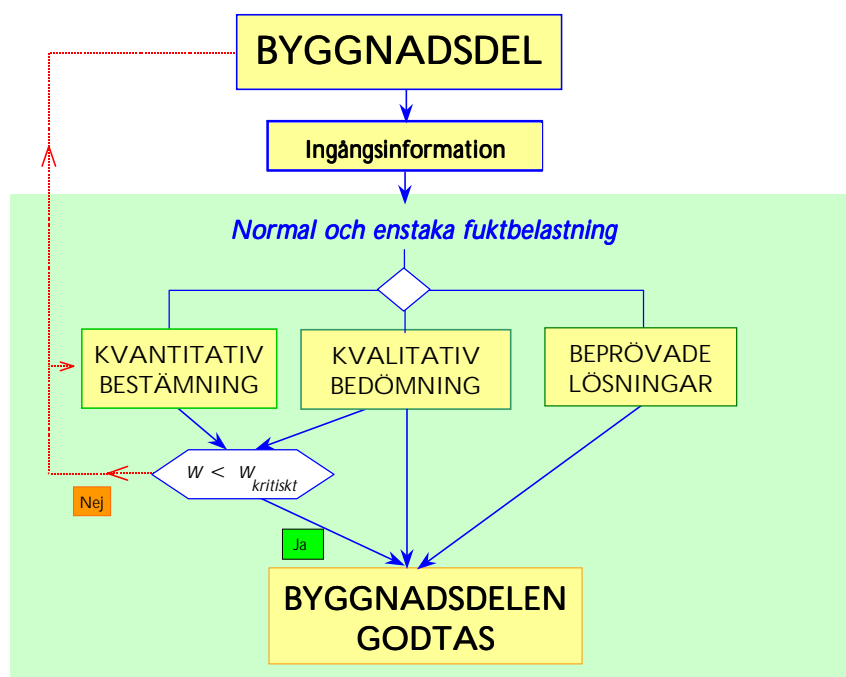 BYGGNADSDEL
Ingångsinformation
Normal och enstaka fuktbelastning
KVANTITATIV
BESTÄMNING
KVALITATIV
BEDÖMNING
BEPRÖVADE
LÖSNINGAR
w < w kritiskt
Nej
Ja
BYGGNADSDELEN
GODTAS